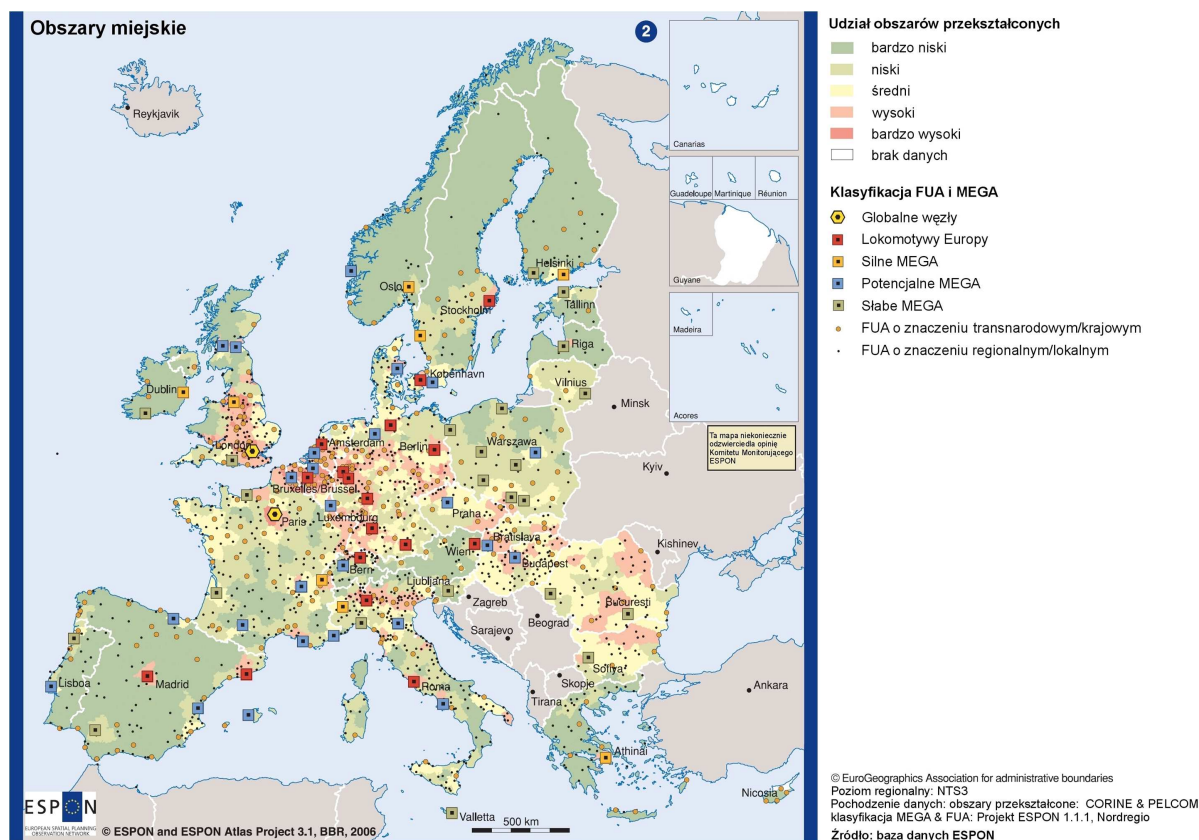 Obszary miejskie
2
Reykjavik
Canarias
Guadeloupe
Martinique
Réunion
Guyane
Madeira
Acores
Helsinki
Oslo
Tallinn
Stockholm
Riga
København
Vilnius
Dublin
Minsk
London
Amsterdam
Berlin
Warszawa
Ta mapa niekoniecznie
odzwierciedla opinię
Komitetu Monitorującego
ESPON
Kyiv
Bruxelles/Brussel
Paris
Luxembourg
Praha
Kishinev
Wien
Bratislava
Bern
Budapest
Ljubljana
Zagreb
Bucuresti
Beograd
Sarajevo
Sofiya
Skopje
Lisboa
Madrid
Roma
Tirana
Ankara
Athinai
Nicosia
Valletta
500 km
ESPON
EUROPEAN SPATIAL PLANNING
OBSERVATION NETWORK
© ESPON and ESPON Atlas Project 3.1, BBR, 2006
Udział obszarów przekształconych
bardzo niski
niski
średni
wysoki
bardzo wysoki
brak danych
Klasyfikacja FUA i MEGA
Globalne węzły
Lokomotywy Europy
Silne MEGA
Potencjalne MEGA
Słabe MEGA
FUA o znaczeniu transnarodowym/krajowym
FUA o znaczeniu regionalnym/lokalnym
© EuroGeographics Association for administrative boundaries
Poziom regionalny: NTS3
Pochodzenie danych: obszary przekształcone: CORINE & PELCOM
klasyfikacja MEGA & FUA: Projekt ESPON 1.1.1, Nordregio
Źródło: baza danych ESPON